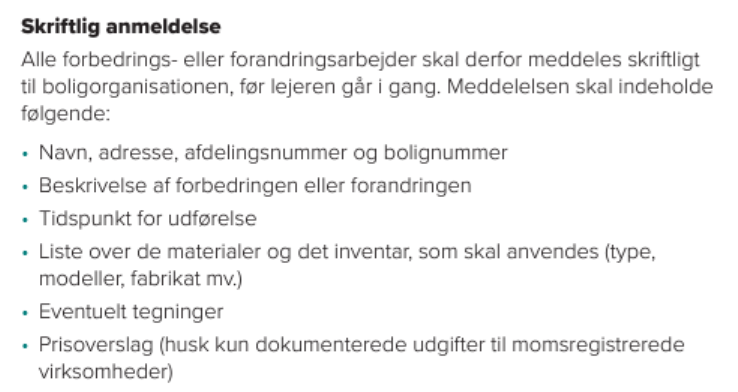 Skriftlig anmeldelse
Alle forbedrings- eller forandringsarbejder skal derfor meddeles skriftligt
til boligorganisationen, før lejeren går i gang. Meddelelsen skal indeholde
følgende:
• Navn, adresse, afdelingsnummer og bolignummer
• Beskrivelse af forbedringen eller forandringen
• Tidspunkt for udførelse
• Liste over de materialer og det inventar, som skal anvendes (type,
modeller, fabrikat mv.)
• Eventuelt tegninger
• Prisoverslag (husk kun dokumenterede udgifter til momsregistrerede
virksomheder)